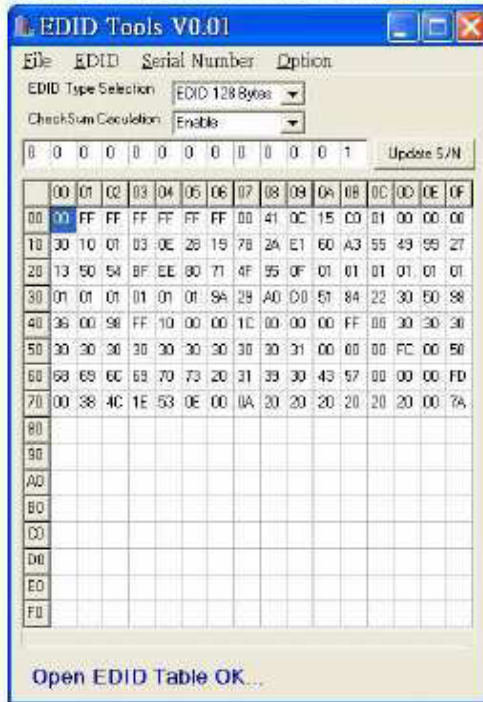 EDID Tools V0.01
File EDID Serial Number Option
EDID Type Selection EDID 128 Bytes
CheckSum Caculation Enable
0 0 0 0 0 0 0 0 0 0 0 1 Update S/N
00 01 02 03 04 05 06 07 08 09 0A 0B 0C 0D 0E 0F
00 00 FF FF FF FF FF FF 00 41 0C 15 C0 01 00 00 00
10 30 10 01 03 0E 28 19 78 2A E1 60 A3 55 49 99 27
20 13 50 54 BF EE 80 71 4F 95 0F 01 01 01 01 01 01
30 01 01 01 01 01 01 9A 29 A0 D0 51 84 22 30 50 98
40 36 00 98 FF 10 00 00 1C 00 00 00 FF 00 30 30 30
50 30 30 30 30 30 30 30 30 31 00 00 00 FC 00 50
60 68 69 6C 69 70 73 20 31 39 30 43 57 00 00 00 FD
70 00 38 4C 1E 53 0E 00 0A 20 20 20 20 20 20 00 7A
80
90
A0
B0
C0
D0
E0
F0
Open EDID Table OK...